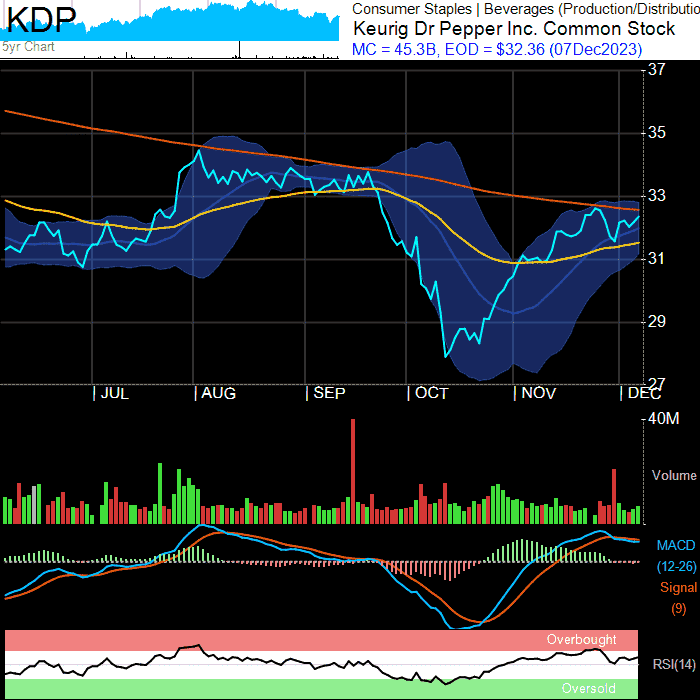 KDP
5yr Chart
Consumer Staples | Beverages (Production/Distributio
Keurig Dr Pepper Inc. Common Stock
MC = 45.3B, EOD = $32.36 (07Dec2023)
37
35
33
31
29
27
JUL AUG SEP OCT NOV DEC
40M
Volume
MACD
(12-26)
Signal
(9)
Overbought
RSI(14)
Oversold